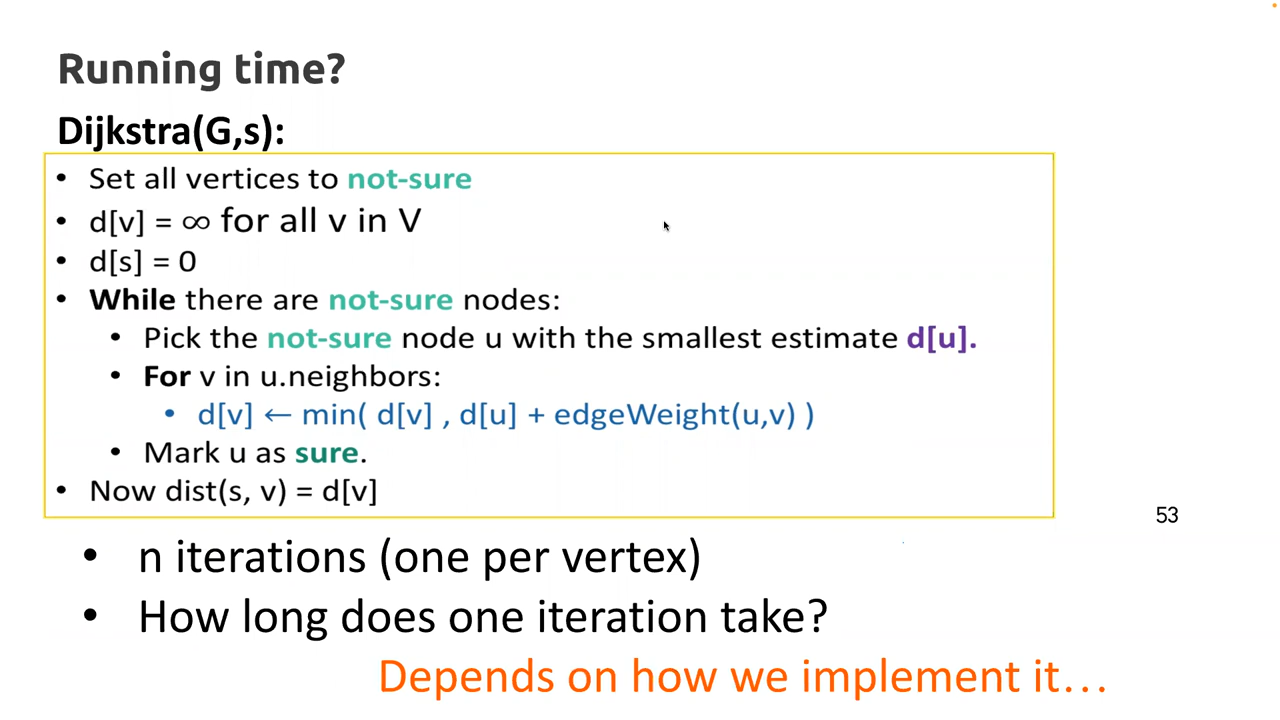 Running time?
Dijkstra(G,s):
• Set all vertices to not-sure
• d[v] = ∞ for all v in V
• d[s] = 0
• While there are not-sure nodes:
• Pick the not-sure node u with the smallest estimate d[u].
• For v in u.neighbors:
• d[v] ← min( d[v] , d[u] + edgeWeight(u,v) )
• Mark u as sure.
• Now dist(s, v) = d[v]
53
• n iterations (one per vertex)
• How long does one iteration take?
Depends on how we implement it…